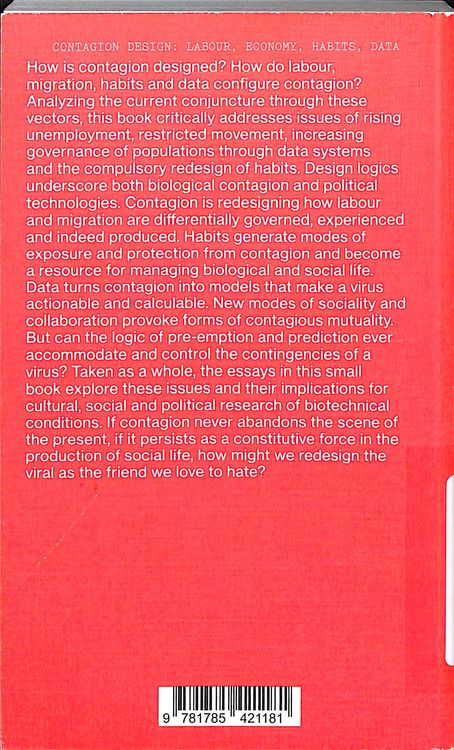 CONTAGION DESIGN: LABOUR, ECONOMY, HABITS, DATA
How is contagion designed? How do labour,
migration, habits and data configure contagion?
Analyzing the current conjuncture through these
vectors, this book critically addresses issues of rising
unemployment, restricted movement, increasing
governance of populations through data systems
and the compulsory redesign of habits. Design logics
underscore both biological contagion and political
technologies. Contagion is redesigning how labour
and migration are differentially governed, experienced
and indeed produced. Habits generate modes of
exposure and protection from contagion and become
a resource for managing biological and social life.
Data turns contagion into models that make a virus
actionable and calculable. New modes of sociality and
collaboration provoke forms of contagious mutuality.
But can the logic of pre-emption and prediction ever
accommodate and control the contingencies of a
virus? Taken as a whole, the essays in this small
book explore these issues and their implications for
cultural, social and political research of biotechnical
conditions. If contagion never abandons the scene of
the present, if it persists as a constitutive force in the
production of social life, how might we redesign the
viral as the friend we love to hate?
9 781785 421181